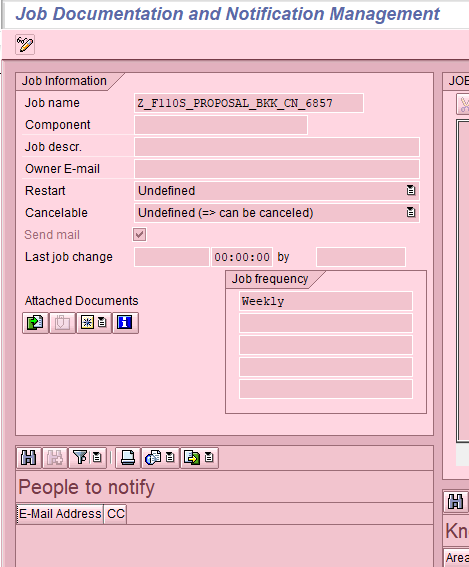 Job Documentation and Notification Management
Job Information
Job name Z_F110S_PROPOSAL_BKK_CN_6857
Component
Job descr.
Owner E-mail
Restart Undefined
Cancelable Undefined (=> can be canceled)
Send mail
Last job change 00:00:00 by
Job frequency
Weekly
Attached Documents
People to notify
E-Mail Address CC
JOE
Kn
Area